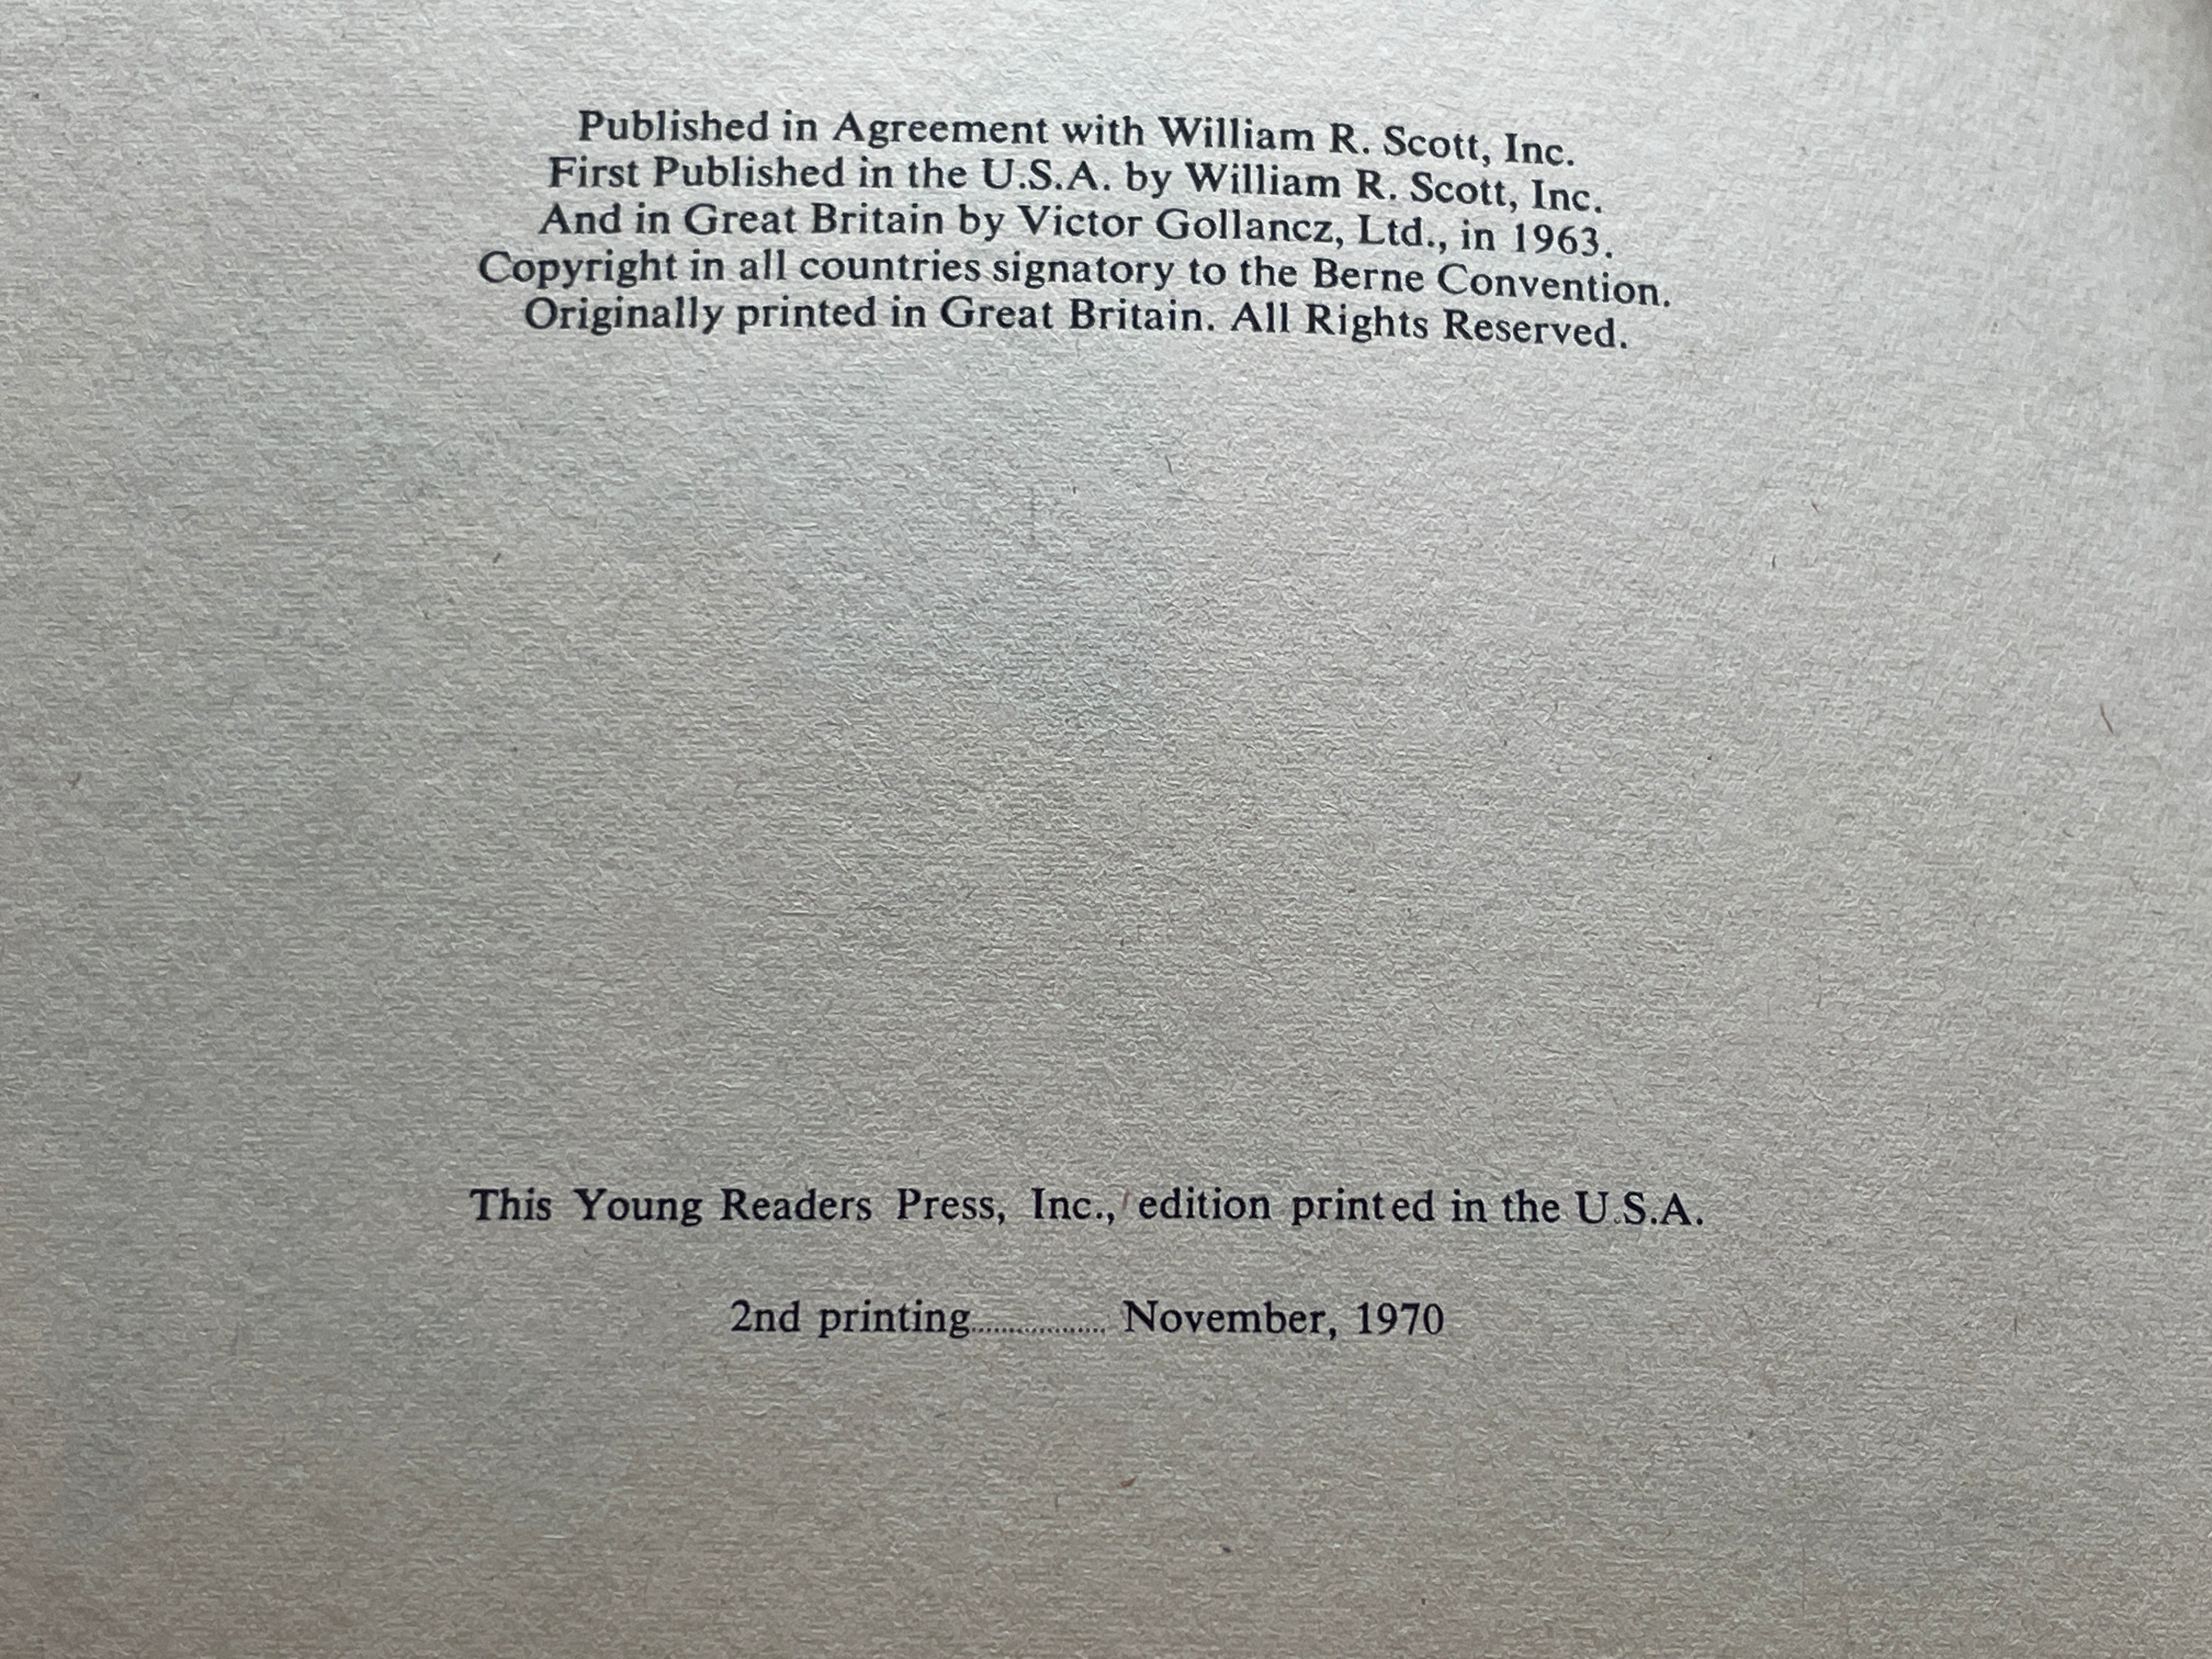 Published in Agreement with William R. Scott, Inc.
First Published in the U.S.A. by William R. Scott, Inc.
And in Great Britain by Victor Gollancz, Ltd., in 1963.
Copyright in all countries signatory to the Berne Convention.
Originally printed in Great Britain. All Rights Reserved.
This Young Readers Press, Inc., edition printed in the U.S.A.
2nd printing.................. November, 1970